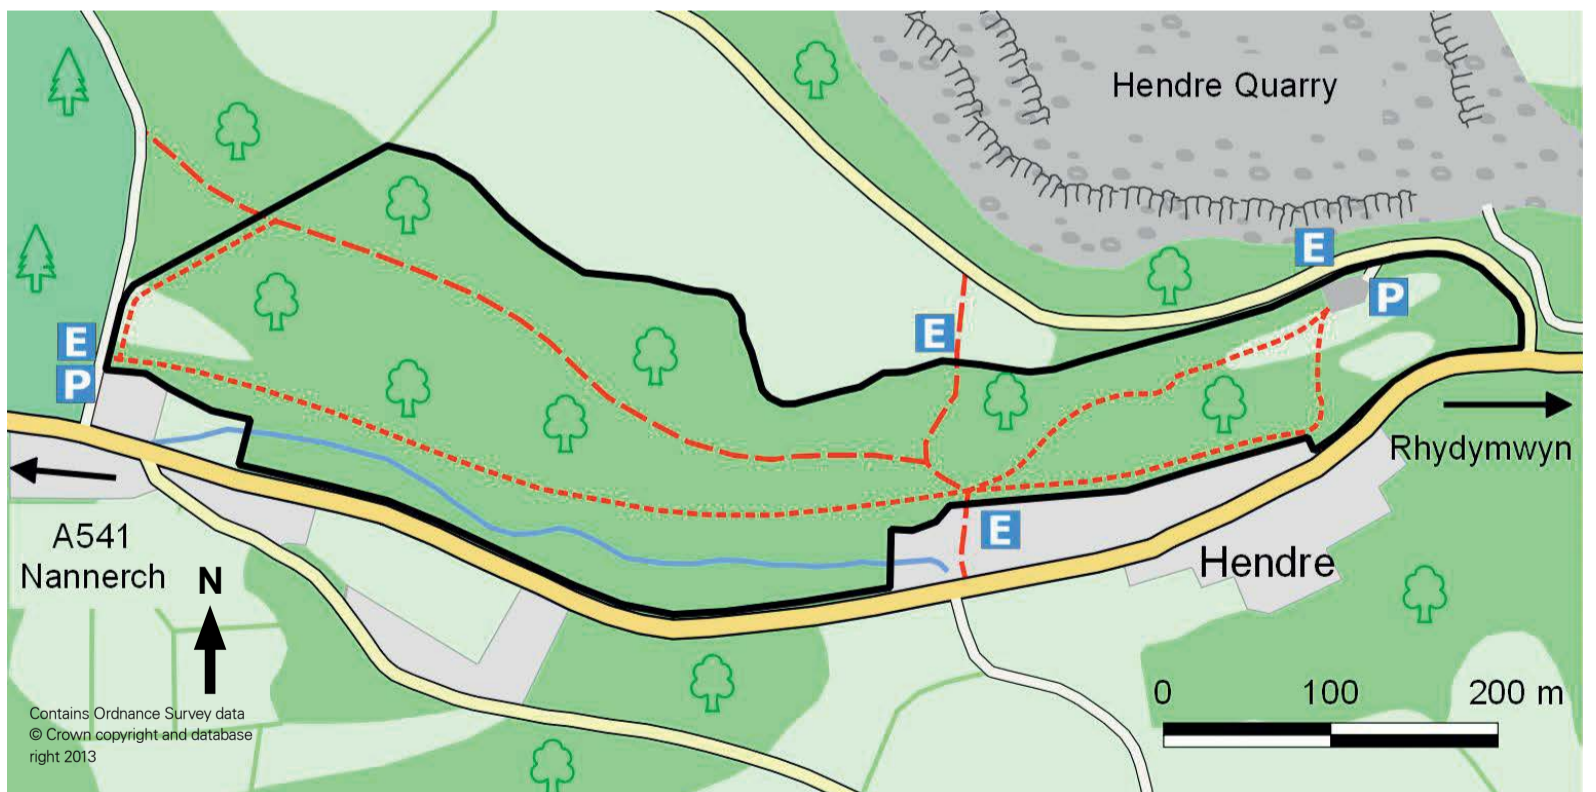 Hendre Quarry
E
E
P
E
P
Rhydymwyn
E
A541
Nannerch
Hendre
N
0 100 200 m
Contains Ordnance Survey data
© Crown copyright and database
right 2013